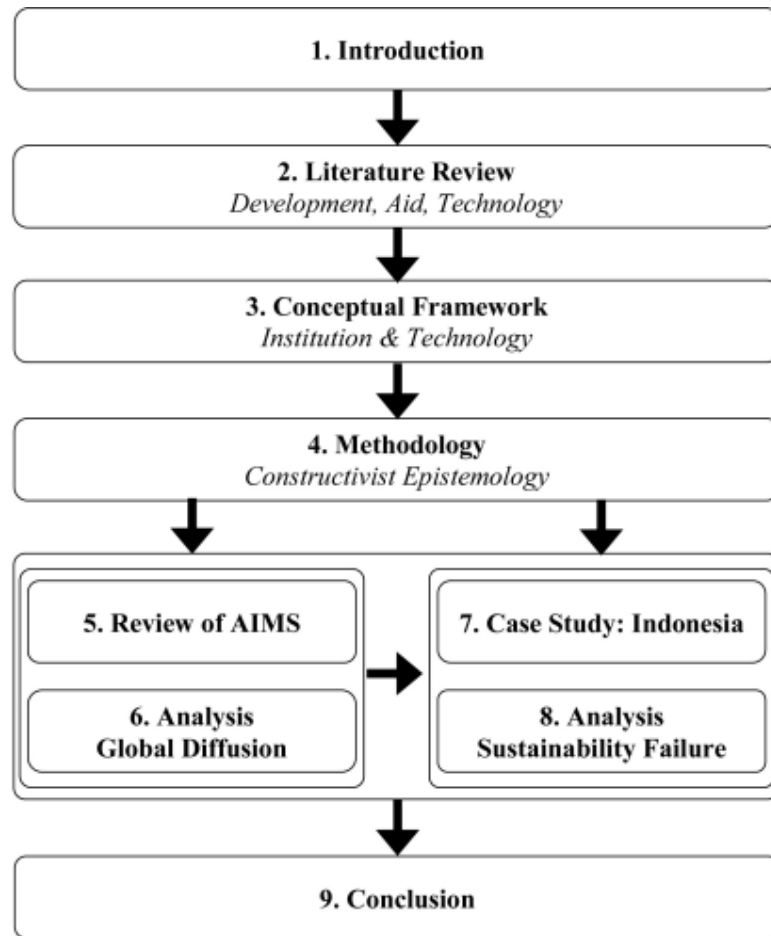 1. Introduction
2. Literature Review
Development, Aid, Technology
3. Conceptual Framework
Institution & Technology
4. Methodology
Constructivist Epistemology
5. Review of AIMS
6. Analysis
Global Diffusion
7. Case Study: Indonesia
8. Analysis
Sustainability Failure
9. Conclusion